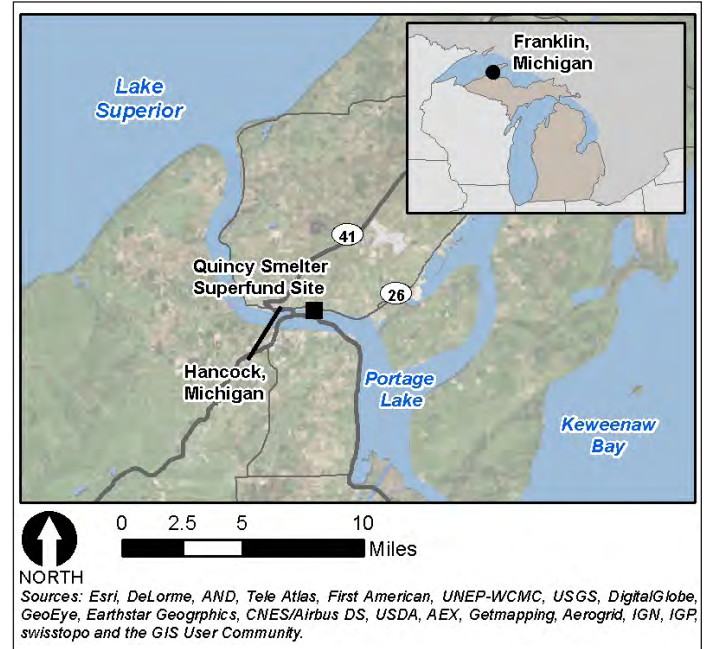 Lake
Superior
Franklin,
Michigan
41
Quincy Smelter
Superfund Site
26
Hancock,
Michigan
Portage
Lake
Keweenaw
Bay
0 2.5 5 10
Miles
NORTH
Sources: Esri, DeLorme, AND, Tele Atlas, First American, UNEP-WCMC, USGS, DigitalGlobe,
GeoEye, Earthstar Geogrphics, CNES/Airbus DS, USDA, AEX, Getmapping, Aerogrid, IGN, IGP,
swisstopo and the GIS User Community.